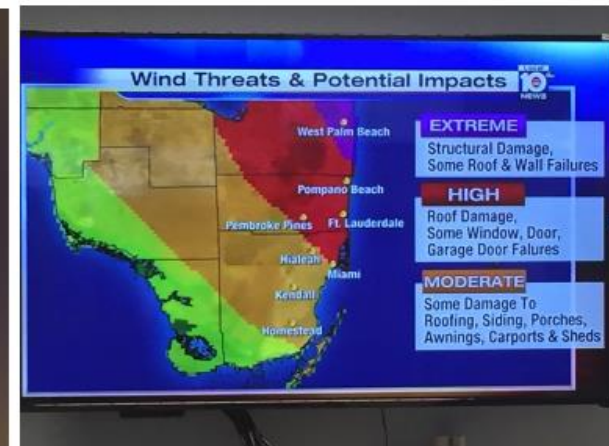 Wind Threats & Potential Impacts
LOCAL
10
NEWS
West Palm Beach
Pompano Beach
Pembroke Pines
Ft. Lauderdale
Hialeah
Miami
Kendall
Homestead
EXTREME
Structural Damage,
Some Roof & Wall Failures
HIGH
Roof Damage,
Some Window, Door,
Garage Door Falures
MODERATE
Some Damage To
Roofing, Siding, Porches,
Awnings, Carports & Sheds